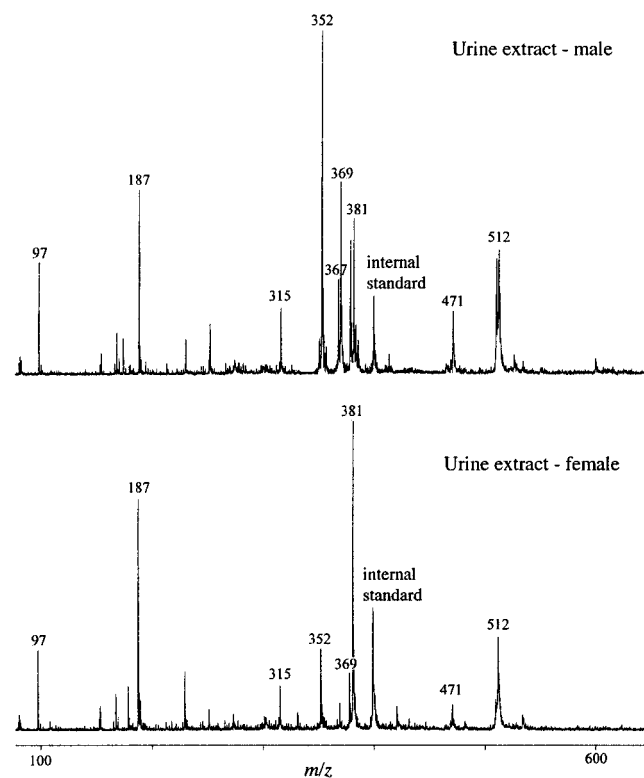 352
Urine extract - male
187
369
381
97
internal
standard
367
315
471
512
381
Urine extract - female
187
internal
standard
97
352
369
315
471
512
100
600
m/z